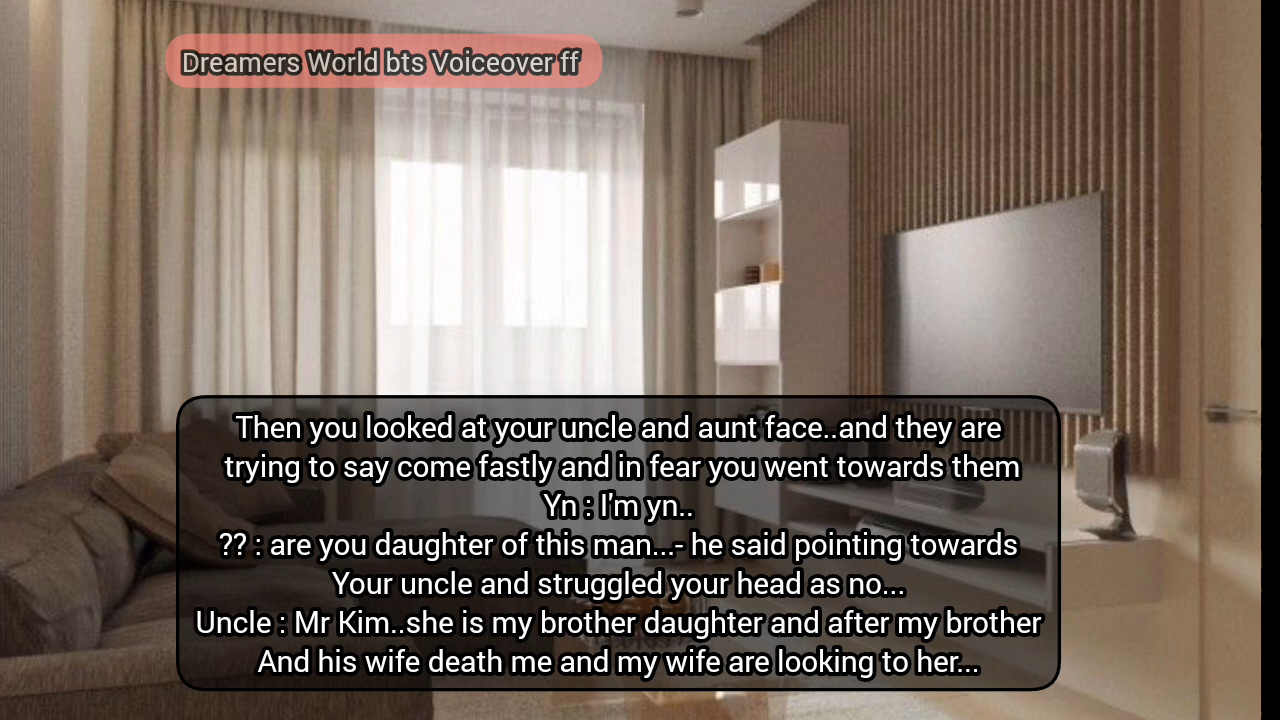 Dreamers World bts Voiceover ff
Then you looked at your uncle and aunt face..and they are
trying to say come fastly and in fear you went towards them
Yn : I'm yn..
?? : are you daughter of this man...- he said pointing towards
Your uncle and struggled your head as no...
Uncle : Mr Kim..she is my brother daughter and after my brother
And his wife death me and my wife are looking to her...